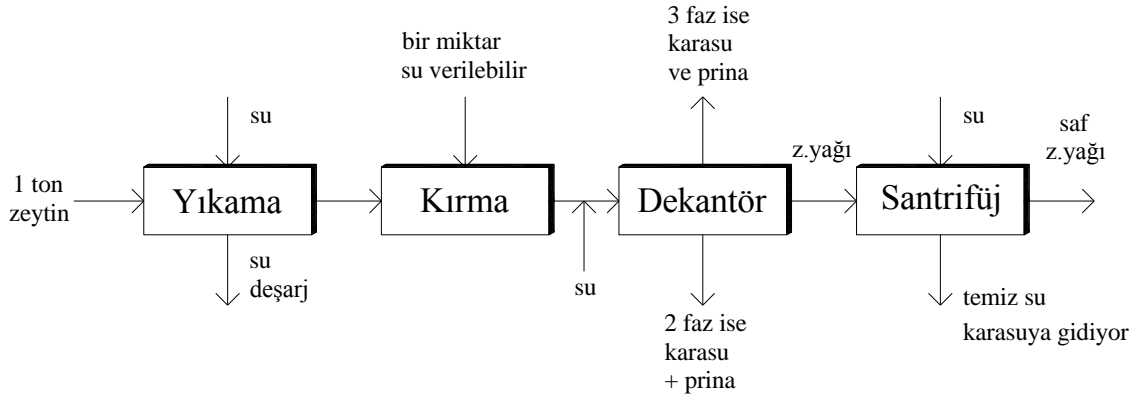 3 faz ise
karasu
ve prina
bir miktar
su verilebilir
su
su
saf
z.yağı
z.yağı
1 ton
zeytin
Yıkama
Kırma
Dekantör
Santrifüj
su
deşarj
su
2 faz ise
karasu
+ prina
temiz su
karasuya gidiyor